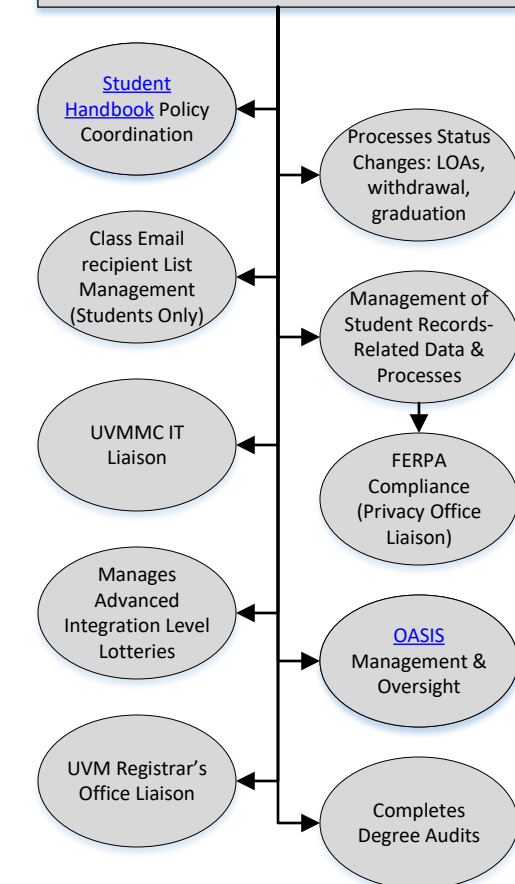 Student
Handbook Policy
Coordination
Processes Status
Changes: LOAs,
withdrawal,
graduation
Class Email
recipient List
Management
(Students Only)
Management of
Student Records-
Related Data &
Processes
UVMMC IT
Liaison
FERPA
Compliance
(Privacy Office
Liaison)
Manages
Advanced
Integration Level
Lotteries
OASIS
Management &
Oversight
UVM Registrar’s
Office Liaison
Completes
Degree Audits